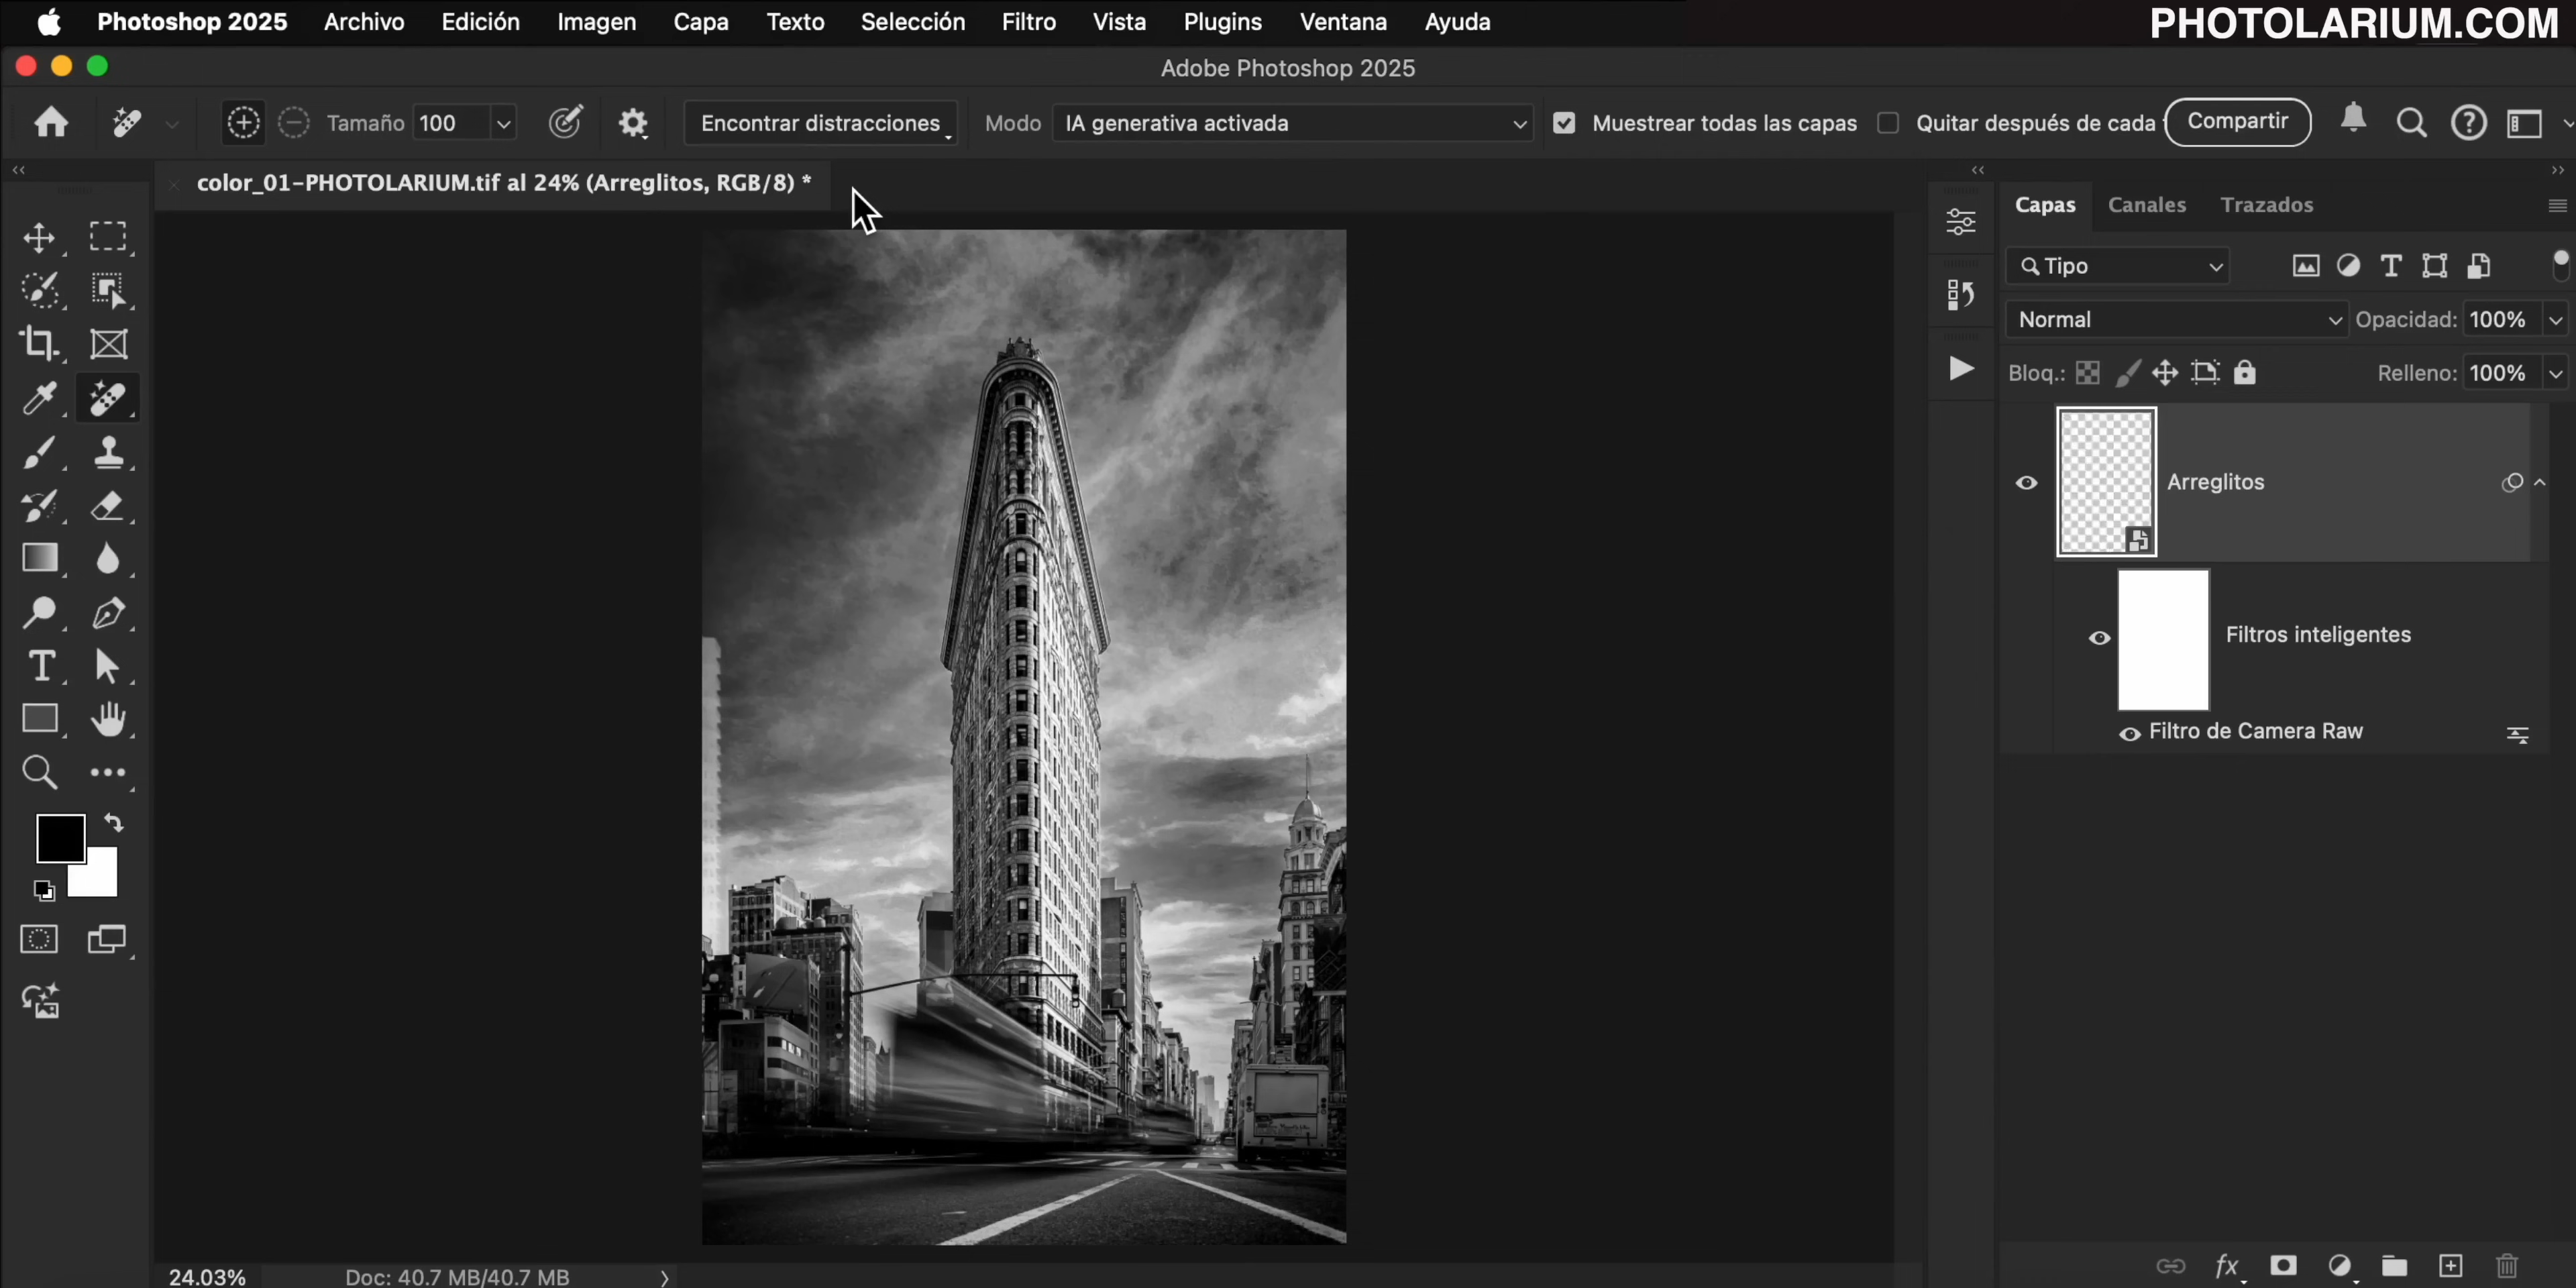 Photoshop 2025 Archivo Edición Imagen Capa Texto Selección Filtro Vista Plugins Ventana Ayuda
PHOTOLARIUM.COM
Adobe Photoshop 2025
Tamaño 100 Encontrar distracciones Modo IA generativa activada Muestrear todas las capas Quitar después de cada Compartir
color_01-PHOTOLARIUM.tif al 24% (Arreglitos, RGB/8) *
Capas Canales Trazados
Tipo
Normal Opacidad: 100%
Bloq.: Relleno: 100%
Arreglitos
Filtros inteligentes
Filtro de Camera Raw
fx
24.03% Doc: 40.7 MB/40.7 MB